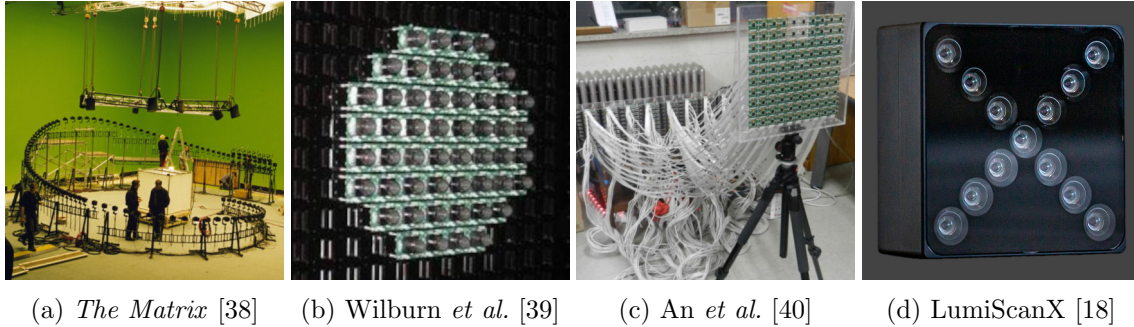 (a) The Matrix [38]
(b) Wilburn et al. [39]
(c) An et al. [40]
(d) LumiScanX [18]